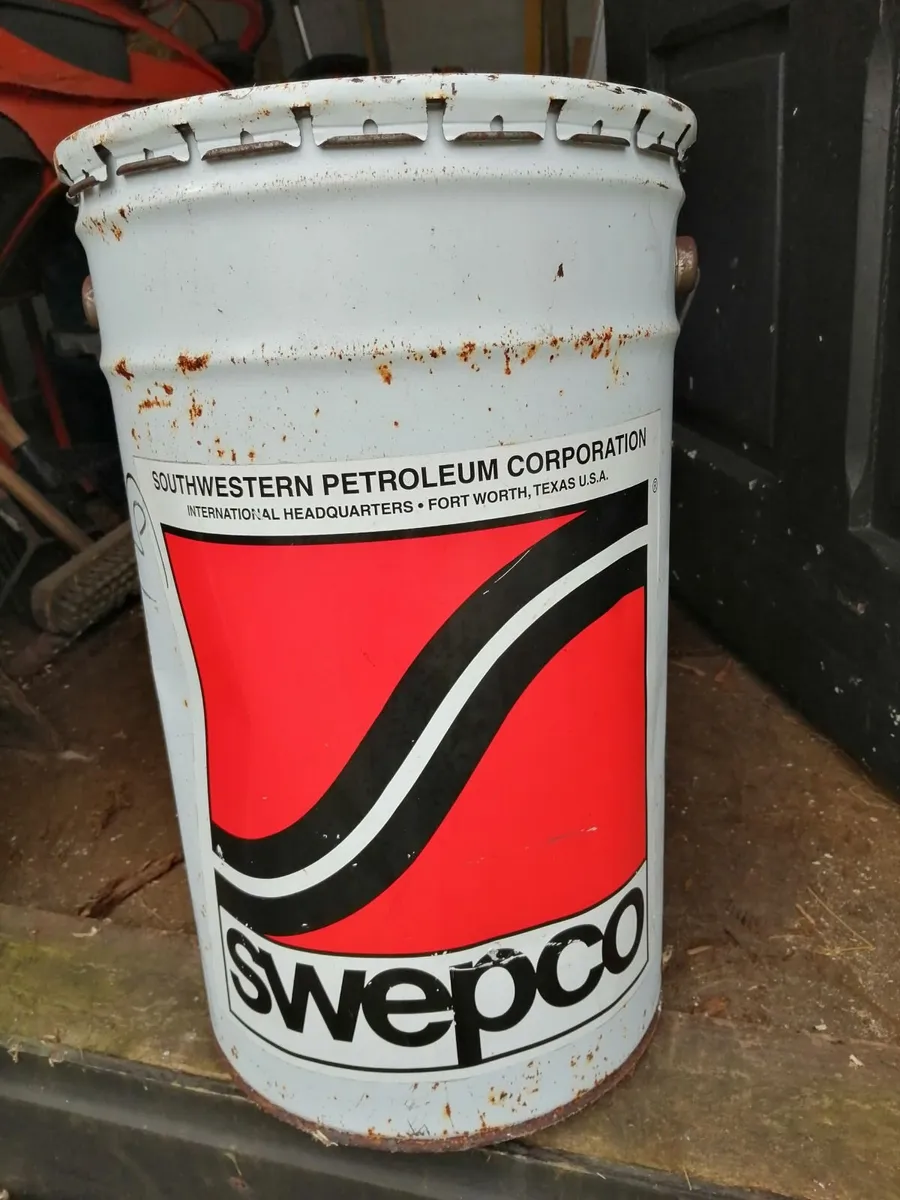 SOUTHWESTERN PETROLEUM CORPORATION
INTERNATIONAL HEADQUARTERS • FORT WORTH, TEXAS U.S.A.
®
swepco